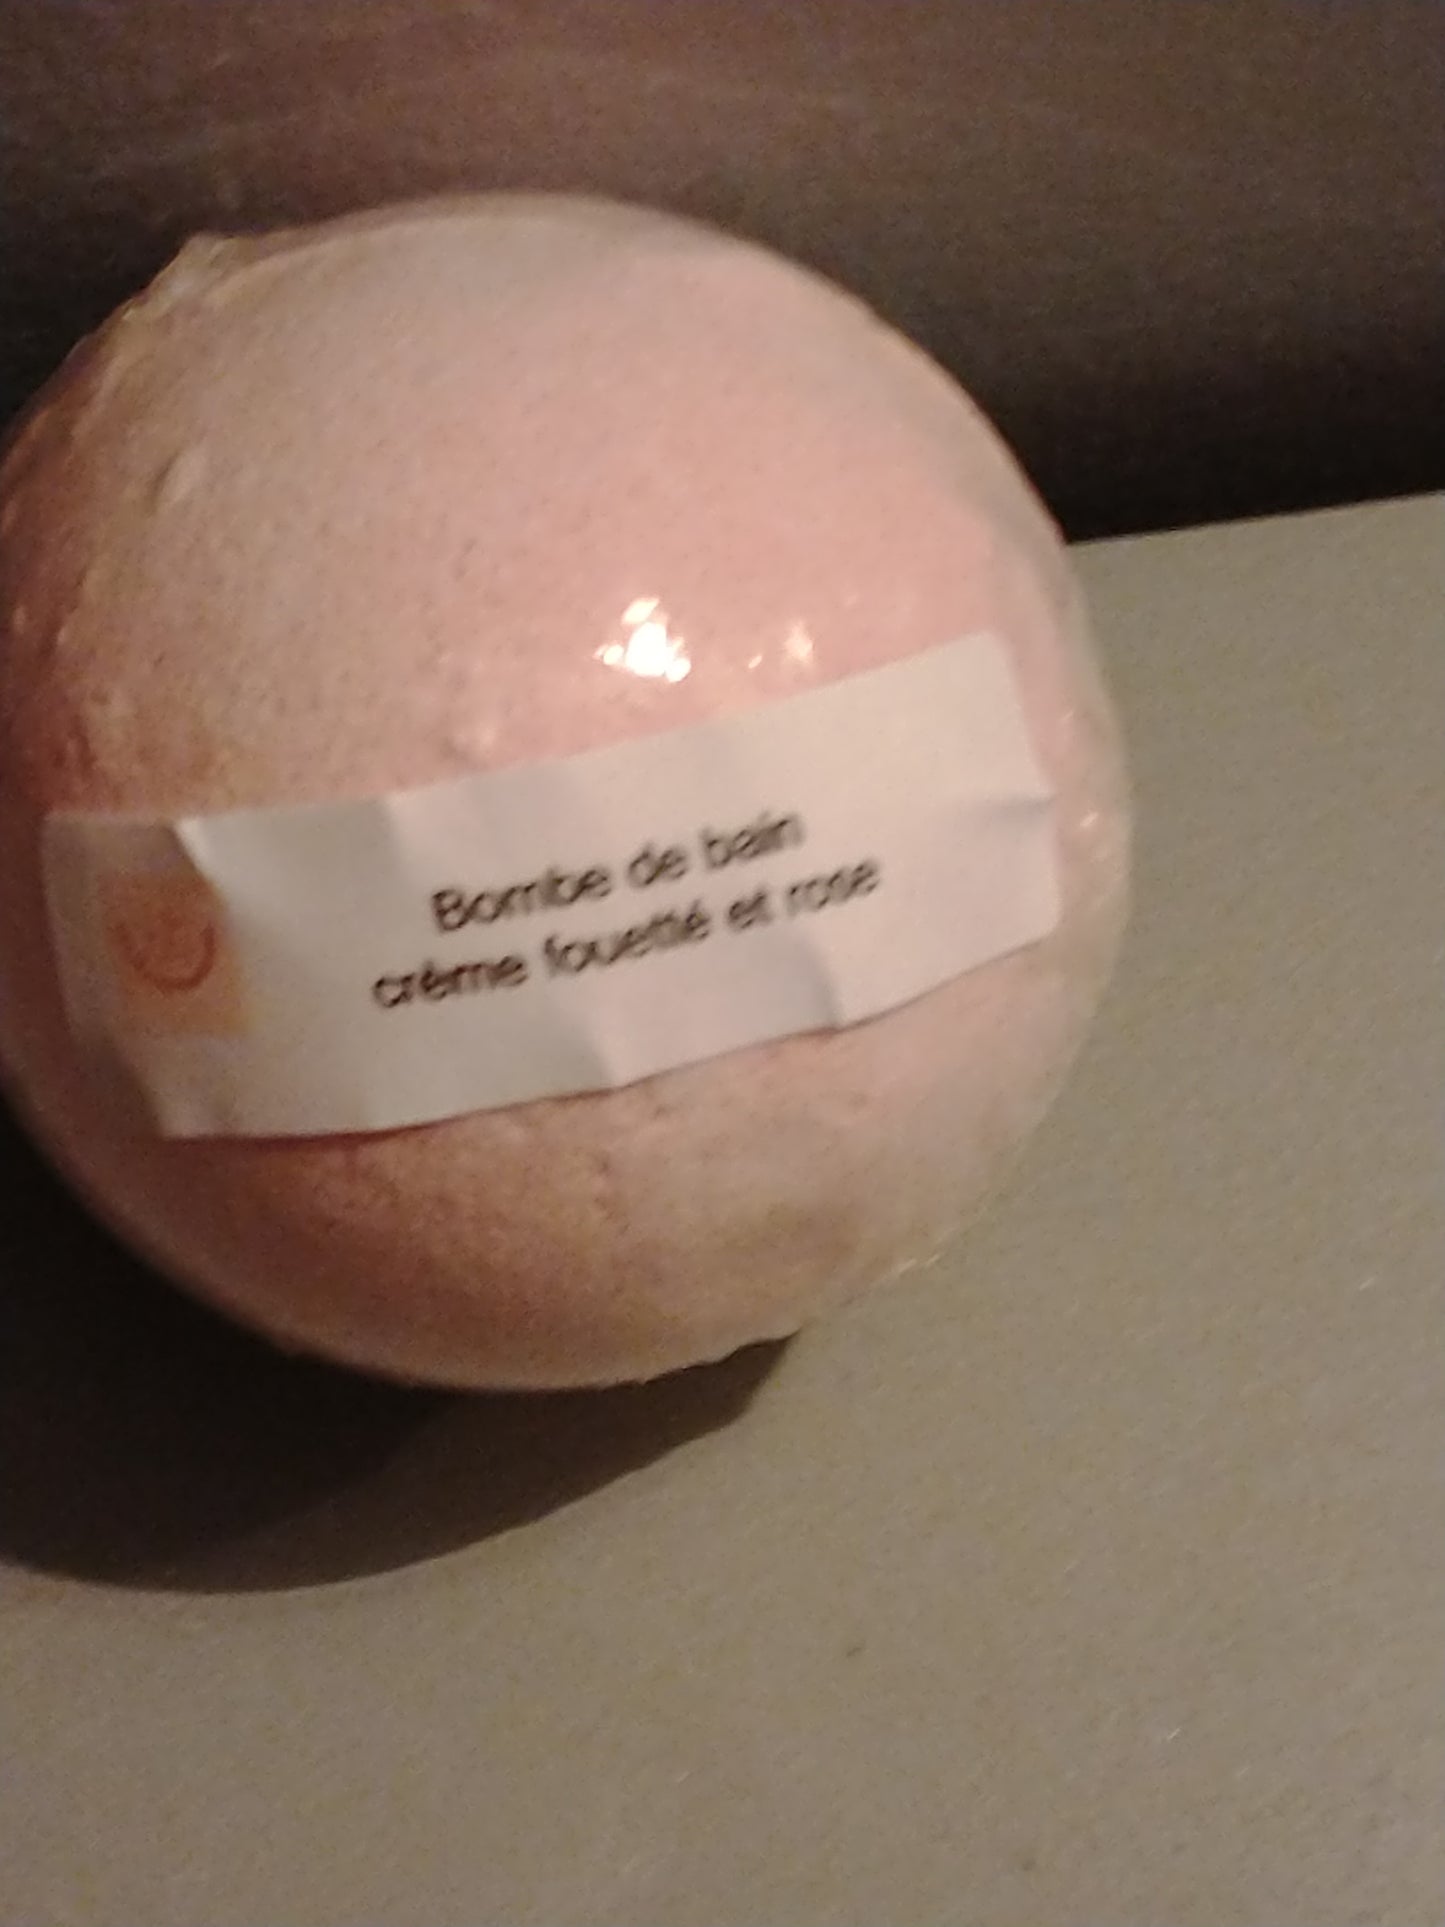 Bombe de bain
crème fouetté et rose